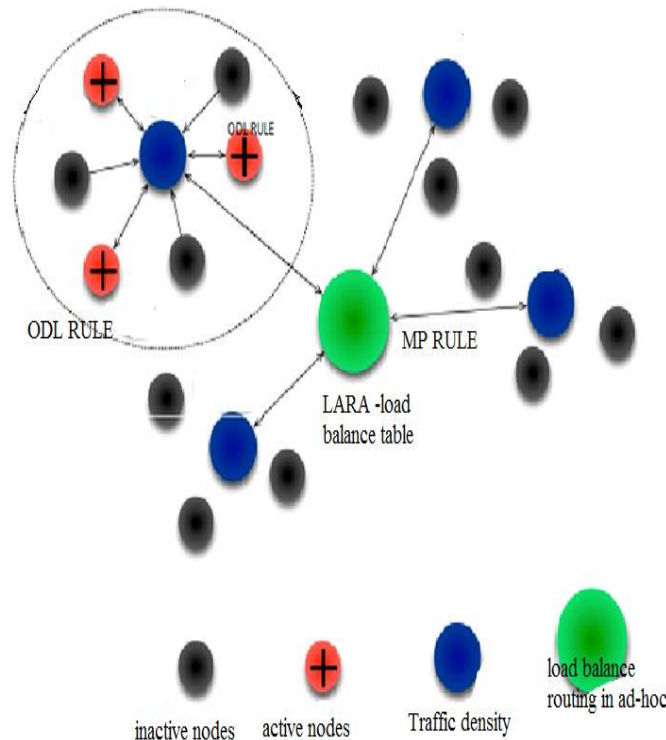 ODL RULE
ODL RULE
MP RULE
LARA -load
balance table
inactive nodes
active nodes
Traffic density
load balance
routing in ad-hoc